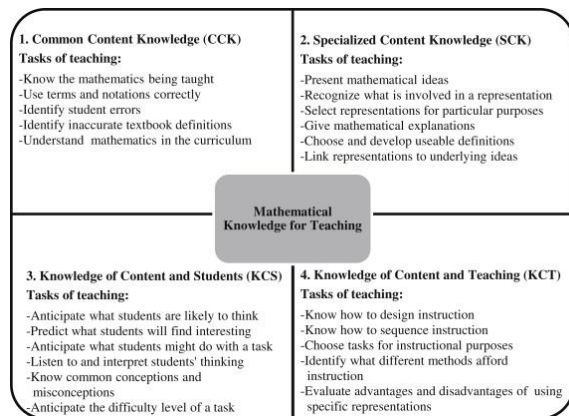 1. Common Content Knowledge (CCK)
Tasks of teaching:
-Know the mathematics being taught
-Use terms and notations correctly
-Identify student errors
-Identify inaccurate textbook definitions
-Understand mathematics in the curriculum
2. Specialized Content Knowledge (SCK)
Tasks of teaching:
-Present mathematical ideas
-Recognize what is involved in a representation
-Select representations for particular purposes
-Give mathematical explanations
-Choose and develop useable definitions
-Link representations to underlying ideas
Mathematical
Knowledge for Teaching
3. Knowledge of Content and Students (KCS)
Tasks of teaching:
-Anticipate what students are likely to think
-Predict what students will find interesting
-Anticipate what students might do with a task
-Listen to and interpret students' thinking
-Know common conceptions and
misconceptions
-Anticipate the difficulty level of a task
4. Knowledge of Content and Teaching (KCT)
Tasks of teaching:
-Know how to design instruction
-Know how to sequence instruction
-Choose tasks for instructional purposes
-Identify what different methods afford
instruction
-Evaluate advantages and disadvantages of using
specific representations